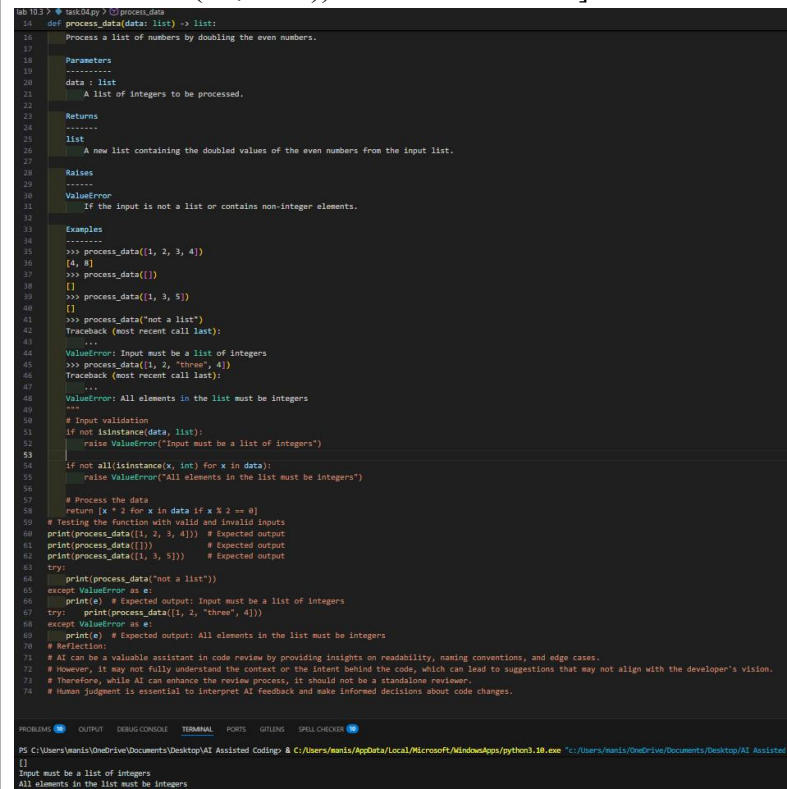 lab 10.3 > task.04.py > process_data
14 def process_data(data: list) -> list:
16 Process a list of numbers by doubling the even numbers.
17
18 Parameters
19 ----------
20 data : list
21 A list of integers to be processed.
22
23 Returns
24 -------
25 list
26 A new list containing the doubled values of the even numbers from the input list.
27
28 Raises
29 ------
30 ValueError
31 If the input is not a list or contains non-integer elements.
32
33 Examples
34 --------
35 >>> process_data([1, 2, 3, 4])
36 [4, 8]
37 >>> process_data([])
38 []
39 >>> process_data([1, 3, 5])
40 []
41 >>> process_data("not a list")
42 Traceback (most recent call last):
43 ...
44 ValueError: Input must be a list of integers
45 >>> process_data([1, 2, "three", 4])
46 Traceback (most recent call last):
47 ...
48 ValueError: All elements in the list must be integers
49 """
50 # Input validation
51 if not isinstance(data, list):
52 raise ValueError("Input must be a list of integers")
53
54 if not all(isinstance(x, int) for x in data):
55 raise ValueError("All elements in the list must be integers")
56
57 # Process the data
58 return [x * 2 for x in data if x % 2 == 0]
59 # Testing the function with valid and invalid inputs
60 print(process_data([1, 2, 3, 4])) # Expected output
61 print(process_data([])) # Expected output
62 print(process_data([1, 3, 5])) # Expected output
63 try:
64 print(process_data("not a list"))
65 except ValueError as e:
66 print(e) # Expected output: Input must be a list of integers
67 try: print(process_data([1, 2, "three", 4]))
68 except ValueError as e:
69 print(e) # Expected output: All elements in the list must be integers
70 # Reflection:
71 # AI can be a valuable assistant in code review by providing insights on readability, naming conventions, and edge cases.
72 # However, it may not fully understand the context or the intent behind the code, which can lead to suggestions that may not align with the developer's vision.
73 # Therefore, while AI can enhance the review process, it should not be a standalone reviewer.
74 # Human judgment is essential to interpret AI feedback and make informed decisions about code changes.
PROBLEMS 10 OUTPUT DEBUG CONSOLE TERMINAL PORTS GITLENS SPELL CHECKER 10
PS C:\Users\manis\OneDrive\Documents\Desktop\AI Assisted Coding> & C:/Users/manis/AppData/Local/Microsoft/WindowsApps/python3.10.exe "c:/Users/manis/OneDrive/Documents/Desktop/AI Assisted
[]
Input must be a list of integers
All elements in the list must be integers